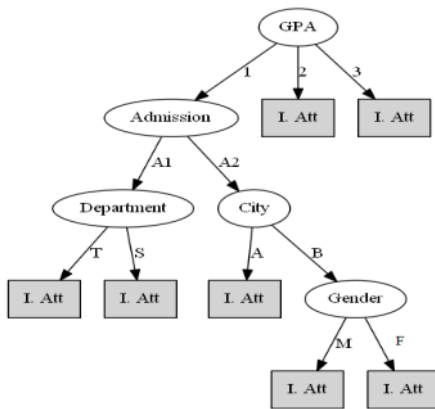 GPA
1 2 3
Admission I. Att I. Att
A1 A2
Department City
T S A B
I. Att I. Att I. Att Gender
M F
I. Att I. Att